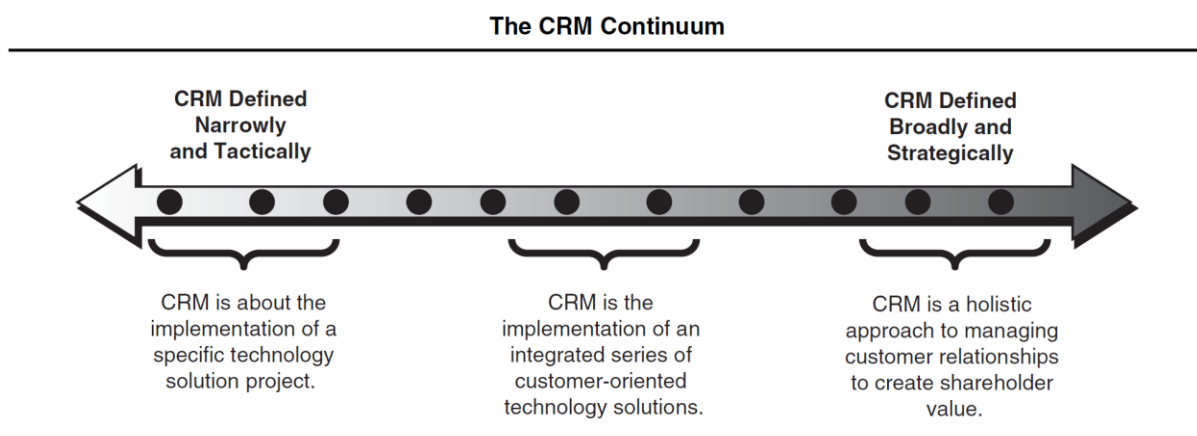 The CRM Continuum
CRM Defined
Narrowly
and Tactically
CRM Defined
Broadly and
Strategically
CRM is about the
implementation of a
specific technology
solution project.
CRM is the
implementation of an
integrated series of
customer-oriented
technology solutions.
CRM is a holistic
approach to managing
customer relationships
to create shareholder
value.